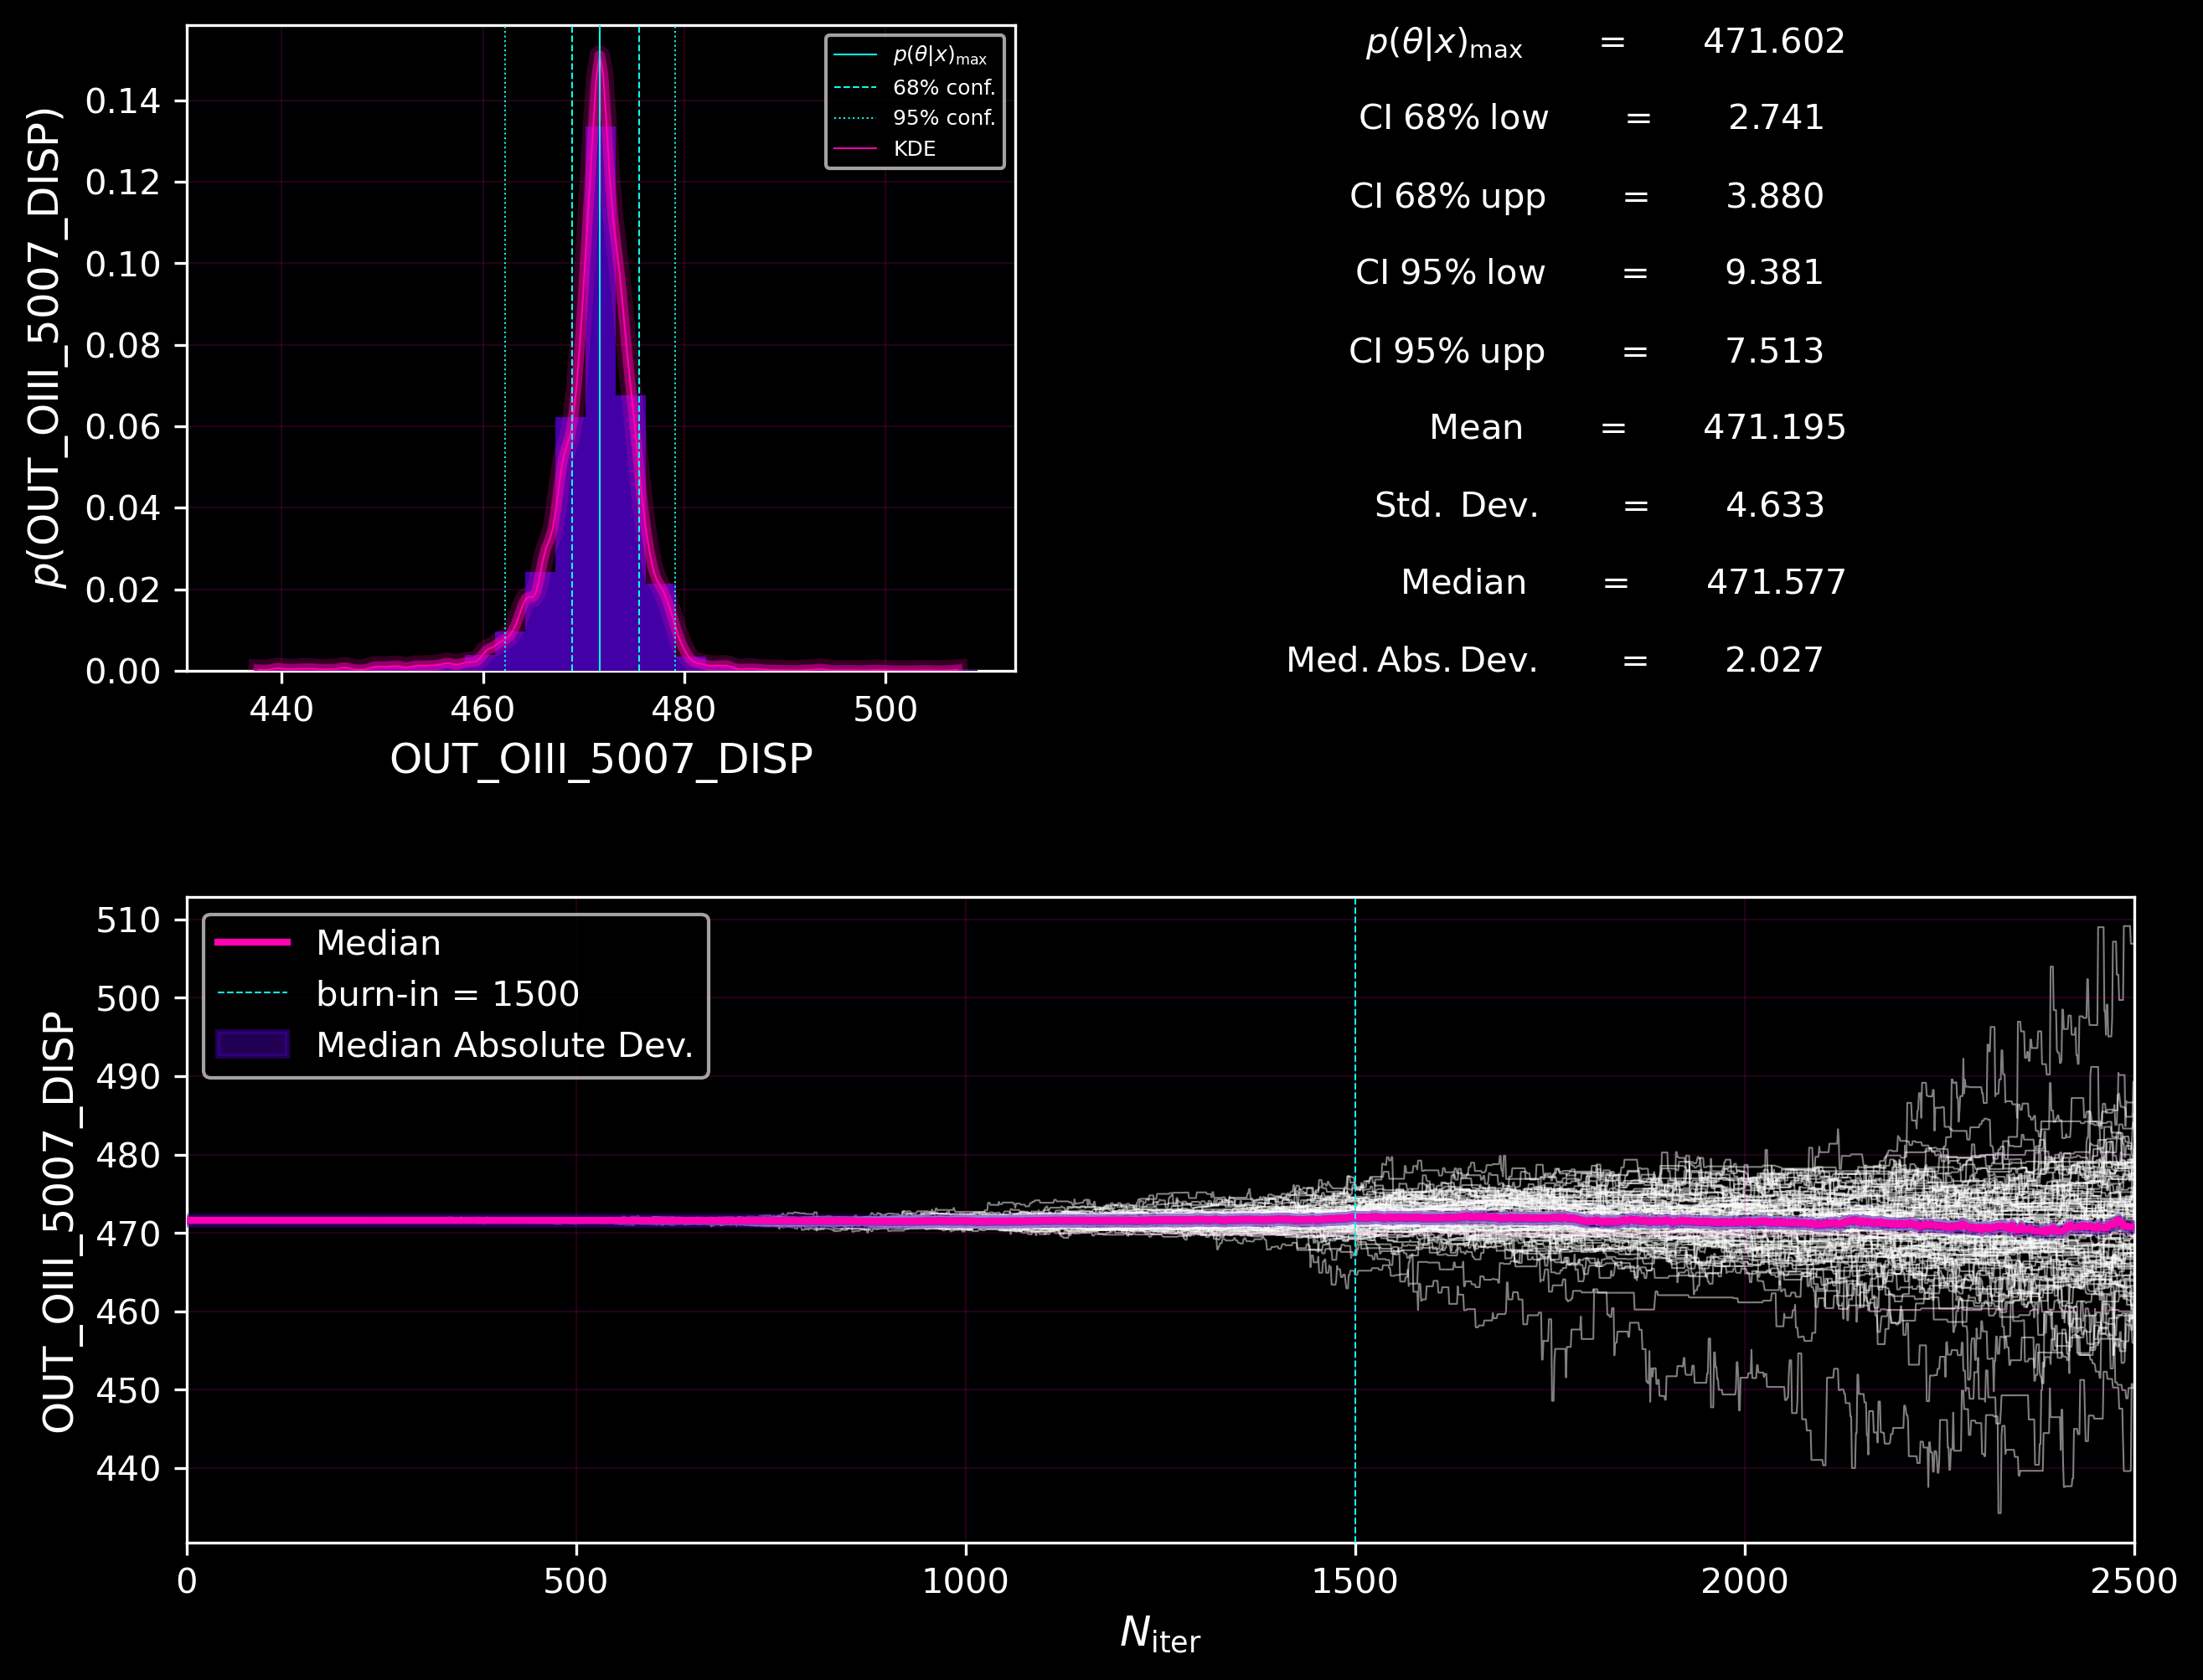 p(OUT_OIII_5007_DISP)
0.14
0.12
0.10
0.08
0.06
0.04
0.02
0.00
440 460 480 500
OUT_OIII_5007_DISP
p(θ|x)max
68% conf.
95% conf.
KDE
p(θ|x)max = 471.602
CI 68% low = 2.741
CI 68% upp = 3.880
CI 95% low = 9.381
CI 95% upp = 7.513
Mean = 471.195
Std. Dev. = 4.633
Median = 471.577
Med. Abs. Dev. = 2.027
OUT_OIII_5007_DISP
510
500
490
480
470
460
450
440
Median
burn-in = 1500
Median Absolute Dev.
0 500 1000 1500 2000 2500
Niter